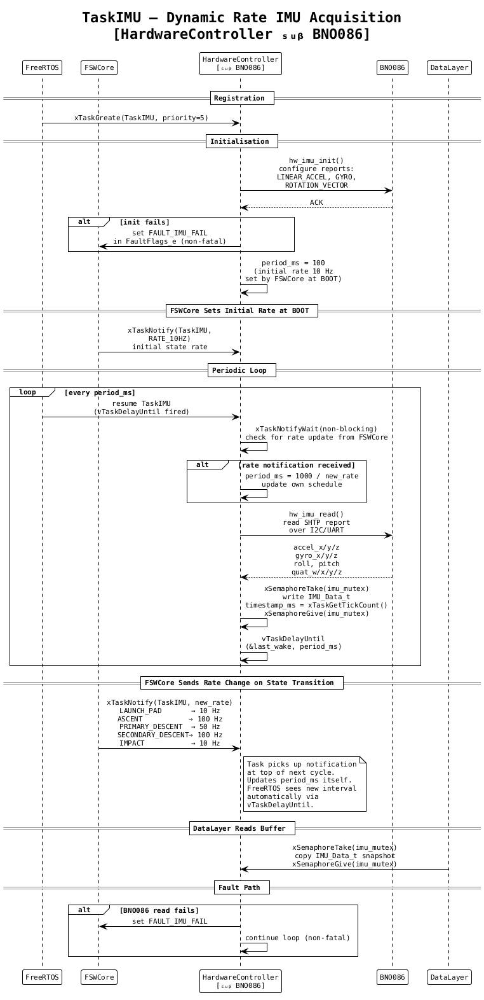 TaskIMU — Dynamic Rate IMU Acquisition
[HardwareController ₛᵤᵦ BNO086]
FreeRTOS
FSWCore
HardwareController
[ₛᵤᵦ BNO086]
BNO086
DataLayer
Registration
xTaskCreate(TaskIMU, priority=5)
Initialisation
hw_imu_init()
configure reports:
LINEAR_ACCEL, GYRO,
ROTATION_VECTOR
ACK
alt [init fails]
set FAULT_IMU_FAIL
in FaultFlags_e (non-fatal)
period_ms = 100
(initial rate 10 Hz
set by FSWCore at BOOT)
FSWCore Sets Initial Rate at BOOT
xTaskNotify(TaskIMU,
RATE_10HZ)
initial state rate
Periodic Loop
loop [every period_ms]
resume TaskIMU
(vTaskDelayUntil fired)
xTaskNotifyWait(non-blocking)
check for rate update from FSWCore
alt [rate notification received]
period_ms = 1000 / new_rate
update own schedule
hw_imu_read()
read SHTP report
over I2C/UART
accel_x/y/z
gyro_x/y/z
roll, pitch
quat_w/x/y/z
xSemaphoreTake(imu_mutex)
write IMU_Data_t
timestamp_ms = xTaskGetTickCount()
xSemaphoreGive(imu_mutex)
vTaskDelayUntil
(&last_wake, period_ms)
FSWCore Sends Rate Change on State Transition
xTaskNotify(TaskIMU, new_rate)
LAUNCH_PAD → 10 Hz
ASCENT → 100 Hz
PRIMARY_DESCENT → 50 Hz
SECONDARY_DESCENT→ 100 Hz
IMPACT → 10 Hz
Task picks up notification
at top of next cycle.
Updates period_ms itself.
FreeRTOS sees new interval
automatically via
vTaskDelayUntil.
DataLayer Reads Buffer
xSemaphoreTake(imu_mutex)
copy IMU_Data_t snapshot
xSemaphoreGive(imu_mutex)
Fault Path
alt [BNO086 read fails]
set FAULT_IMU_FAIL
continue loop (non-fatal)
FreeRTOS
FSWCore
HardwareController
[ₛᵤᵦ BNO086]
BNO086
DataLayer